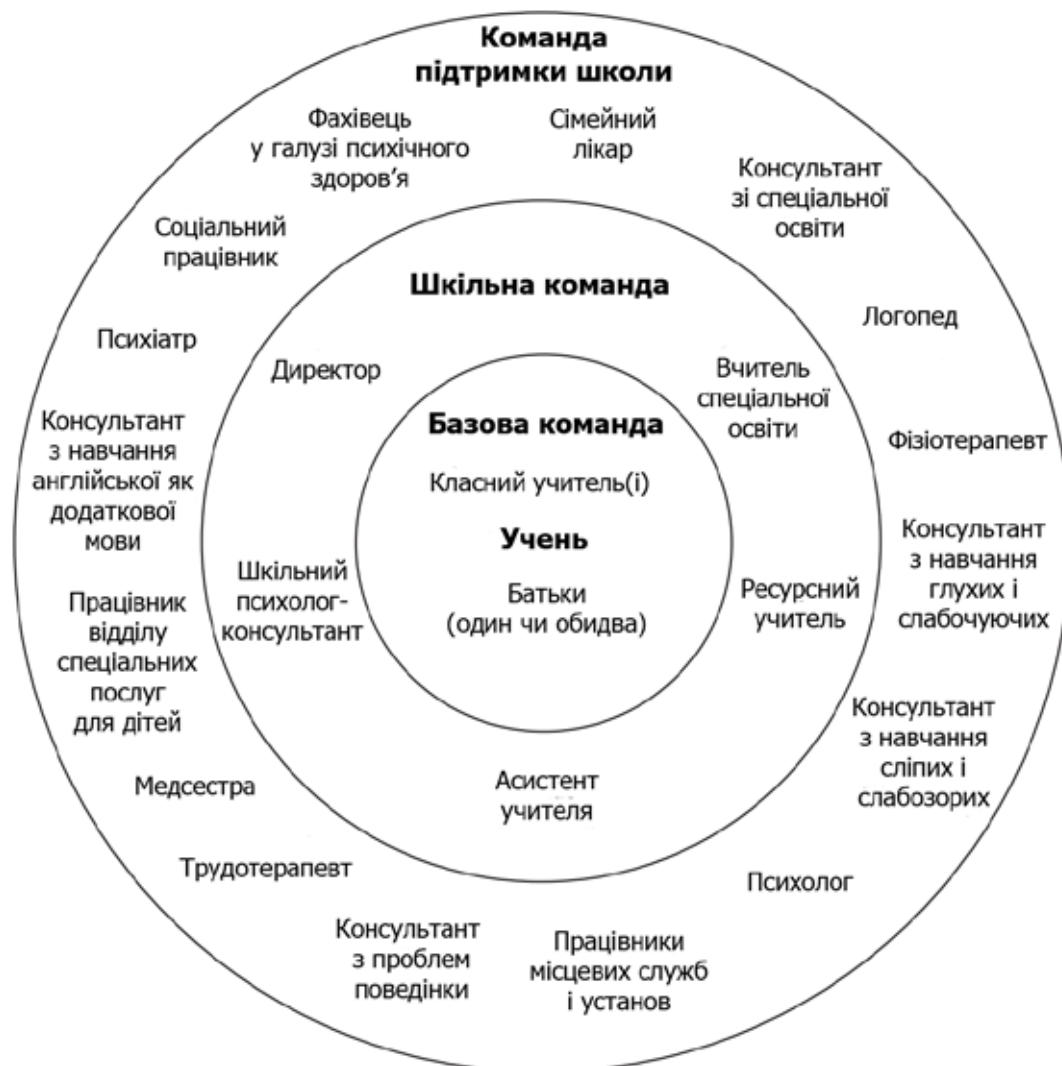 Команда
підтримки школи
Фахівець
у галузі психічного
здоров’я
Сімейний
лікар
Консультант
зі спеціальної
освіти
Соціальний
працівник
Логопед
Психіатр
Фізіотерапевт
Консультант
з навчання
англійської як
додаткової
мови
Консультант
з навчання
глухих і
слабочуючих
Працівник
відділу
спеціальних
послуг
для дітей
Консультант
з навчання
сліпих і
слабозорих
Медсестра
Трудотерапевт
Психолог
Консультант
з проблем
поведінки
Працівники
місцевих служб
і установ
Шкільна команда
Директор
Вчитель
спеціальної
освіти
Шкільний
психолог-
консультант
Ресурсний
учитель
Асистент
учителя
Базова команда
Класний учитель(і)
Учень
Батьки
(один чи обидва)